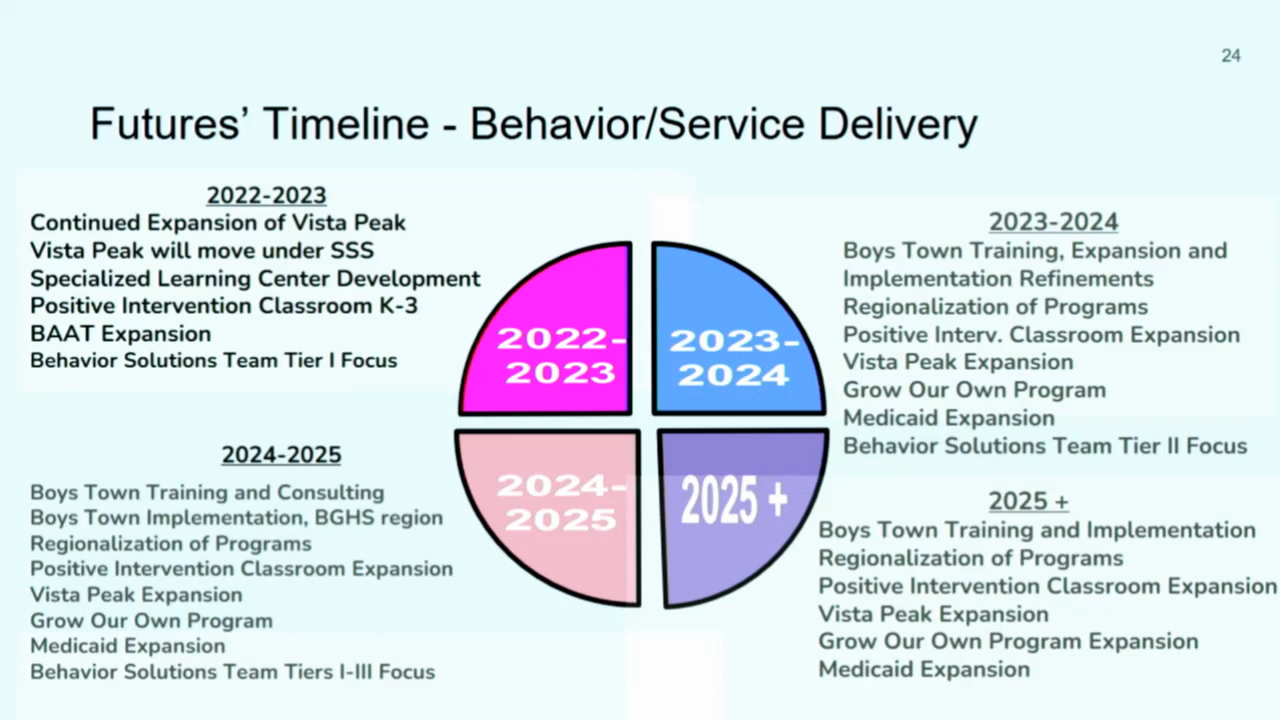 24
Futures' Timeline - Behavior/Service Delivery
2022-2023
Continued Expansion of Vista Peak
Vista Peak will move under SSS
Specialized Learning Center Development
Positive Intervention Classroom K-3
BAAT Expansion
Behavior Solutions Team Tier I Focus
2022-
2023
2023-
2024
2023-2024
Boys Town Training, Expansion and
Implementation Refinements
Regionalization of Programs
Positive Interv. Classroom Expansion
Vista Peak Expansion
Grow Our Own Program
Medicaid Expansion
Behavior Solutions Team Tier II Focus
2024-2025
Boys Town Training and Consulting
Boys Town Implementation, BGHS region
Regionalization of Programs
Positive Intervention Classroom Expansion
Vista Peak Expansion
Grow Our Own Program
Medicaid Expansion
Behavior Solutions Team Tiers I-III Focus
2024-
2025
2025 +
2025 +
Boys Town Training and Implementation
Regionalization of Programs
Positive Intervention Classroom Expansion
Vista Peak Expansion
Grow Our Own Program Expansion
Medicaid Expansion